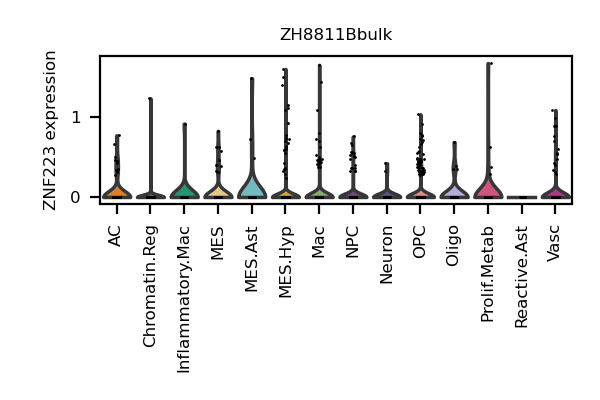 ZH8811Bbulk
ZNF223 expression
1
0
AC
Chromatin.Reg
Inflammatory.Mac
MES
MES.Ast
MES.Hyp
Mac
NPC
Neuron
OPC
Oligo
Prolif.Metab
Reactive.Ast
Vasc